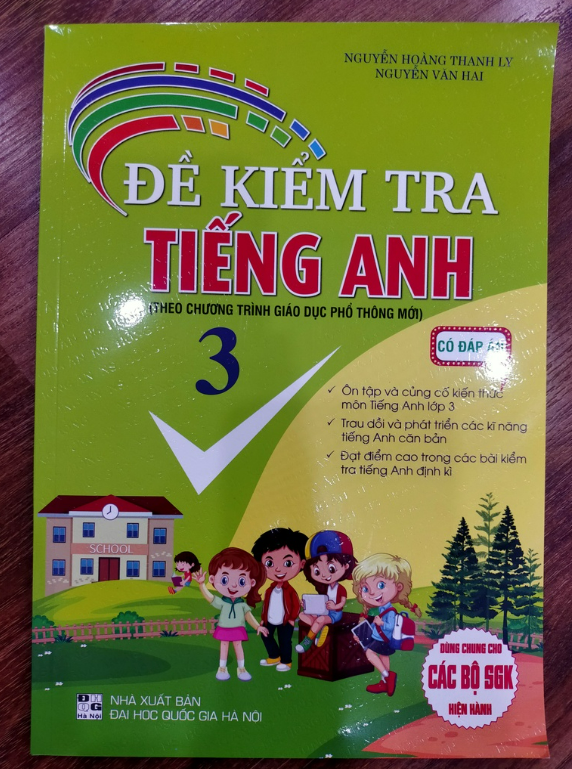 NGUYỄN HOÀNG THANH LY
NGUYỄN VĂN HAI
ĐỀ KIỂM TRA
TIẾNG ANH
(THEO CHƯƠNG TRÌNH GIÁO DỤC PHỔ THÔNG MỚI)
3
CÓ ĐÁP ÁN
✓ Ôn tập và củng cố kiến thức
môn Tiếng Anh lớp 3
✓ Trau dồi và phát triển các kĩ năng
tiếng Anh căn bản
✓ Đạt điểm cao trong các bài kiểm
tra tiếng Anh định kì
SCHOOL
DÙNG CHUNG CHO
CÁC BỘ SGK
HIỆN HÀNH
Hà Nội
NHÀ XUẤT BẢN
ĐẠI HỌC QUỐC GIA HÀ NỘI